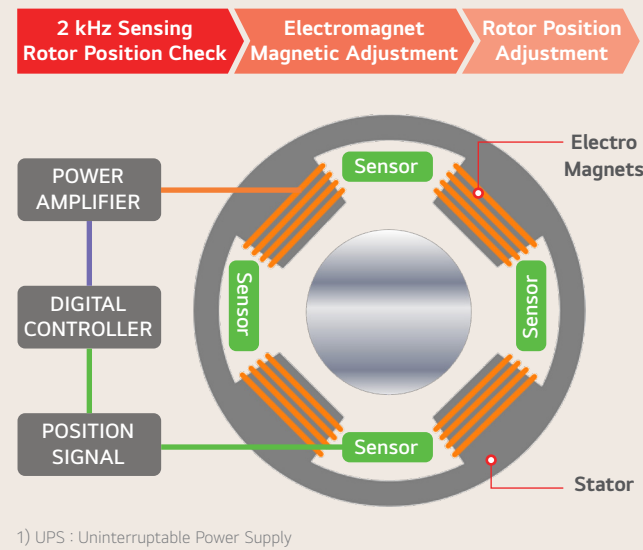 2 kHz Sensing
Rotor Position Check
Electromagnet
Magnetic Adjustment
Rotor Position
Adjustment
Electro
Magnets
Sensor
POWER
AMPLIFIER
Sensor
Sensor
DIGITAL
CONTROLLER
POSITION
SIGNAL
Sensor
Stator
1) UPS : Uninterruptable Power Supply